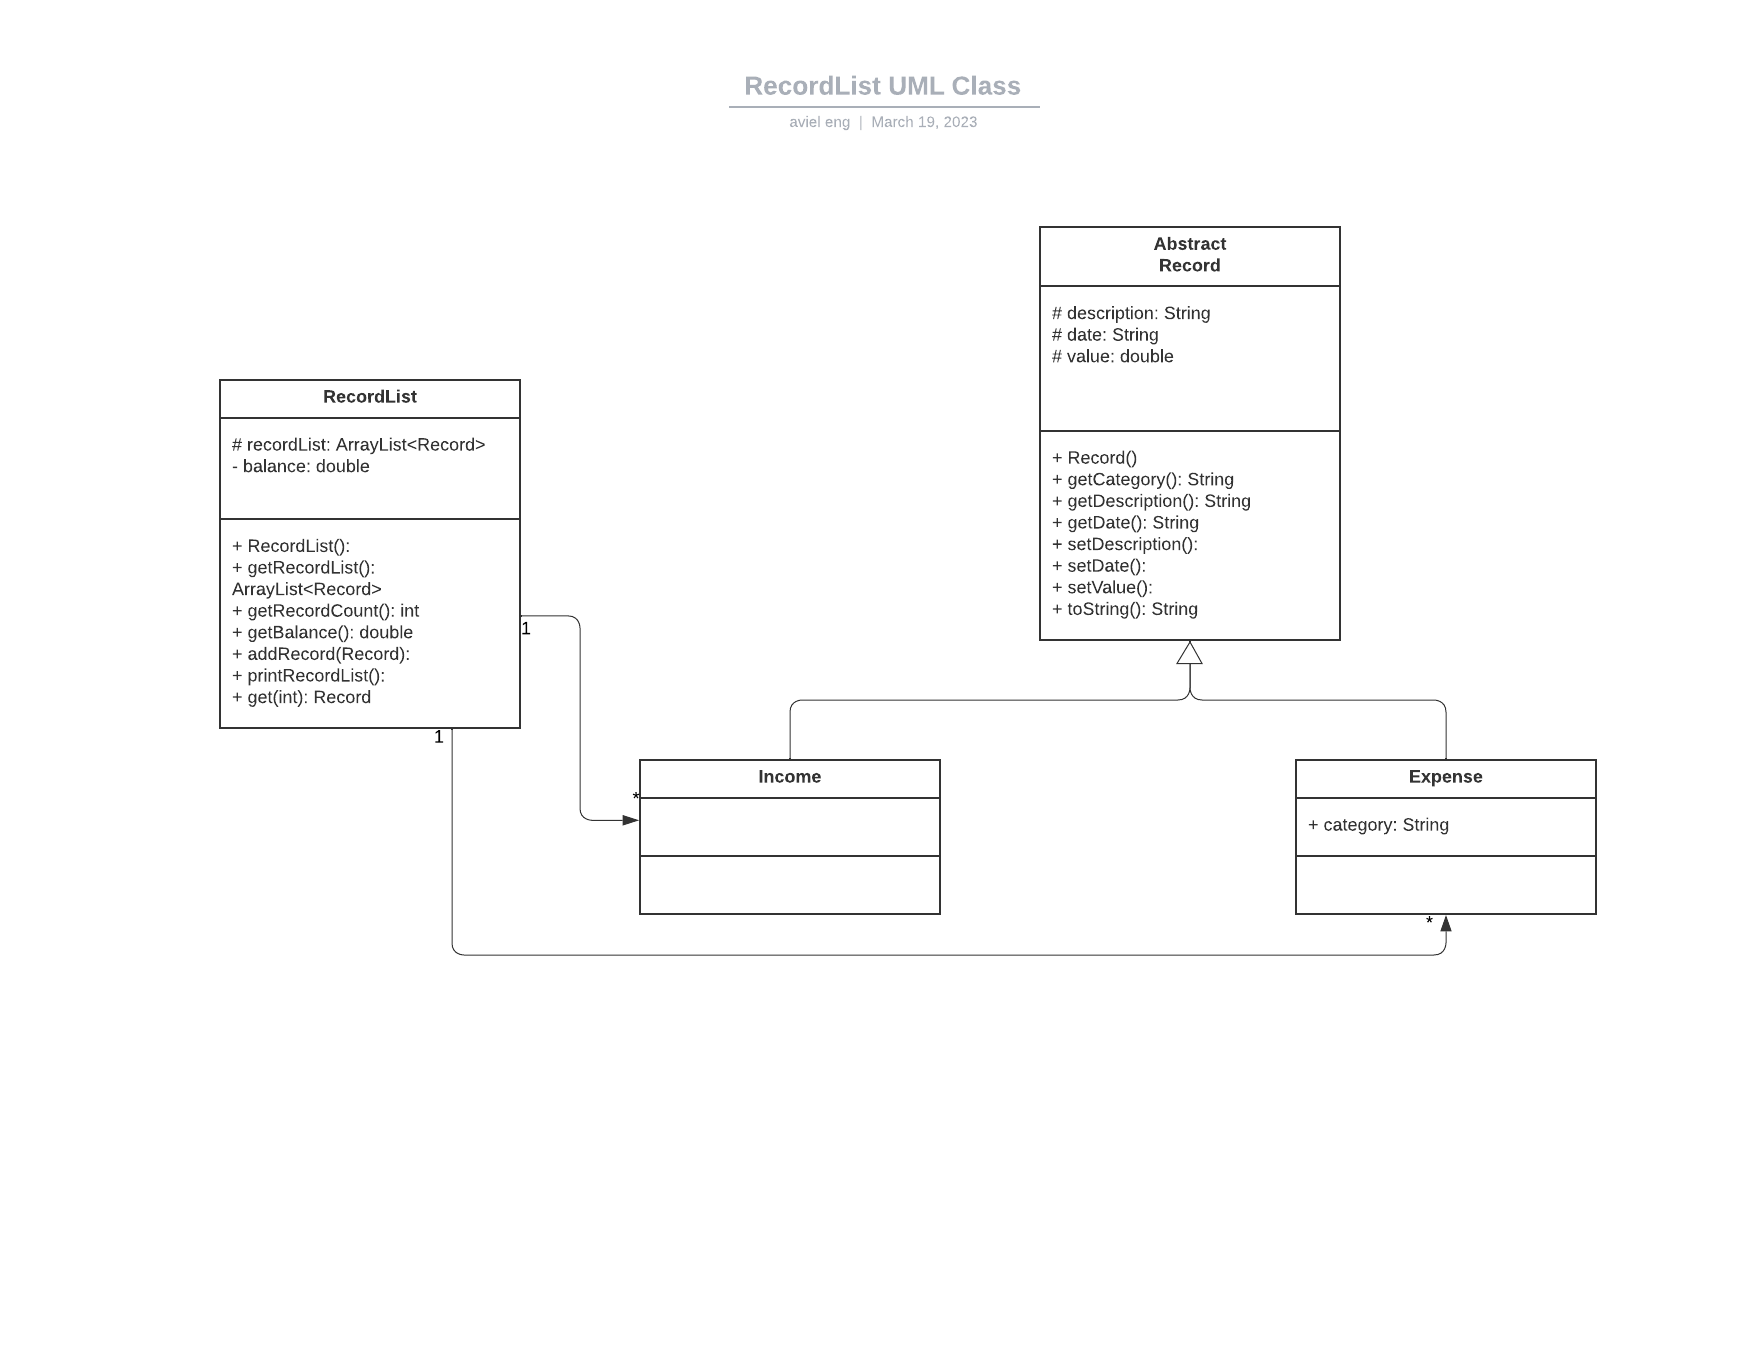 RecordList UML Class
aviel eng | March 19, 2023
Abstract
Record
# description: String
# date: String
# value: double
+ Record()
+ getCategory(): String
+ getDescription(): String
+ getDate(): String
+ setDescription():
+ setDate():
+ setValue():
+ toString(): String
RecordList
# recordList: ArrayList<Record>
- balance: double
+ RecordList():
+ getRecordList():
ArrayList<Record>
+ getRecordCount(): int
+ getBalance(): double
+ addRecord(Record):
+ printRecordList():
+ get(int): Record
1
1
*
Income
Expense
+ category: String
*